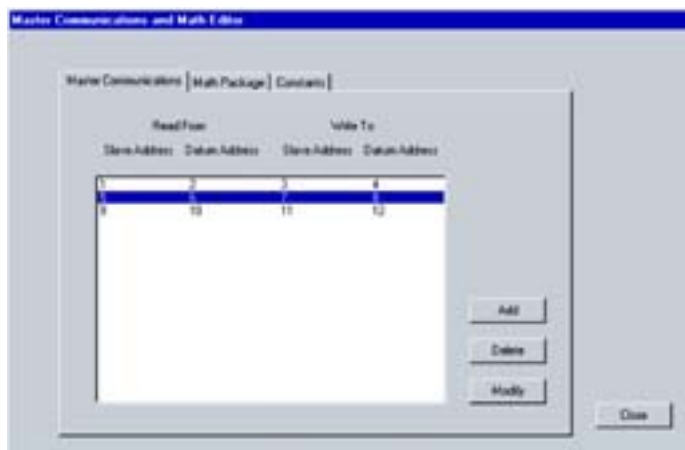 Master Communications and Math Editor
Master Communications Math Package Constants
Read From Write To
Slave Address Datum Address Slave Address Datum Address
1 2 3 4
5 6 7 8
9 10 11 12
Add
Delete
Modify
Close